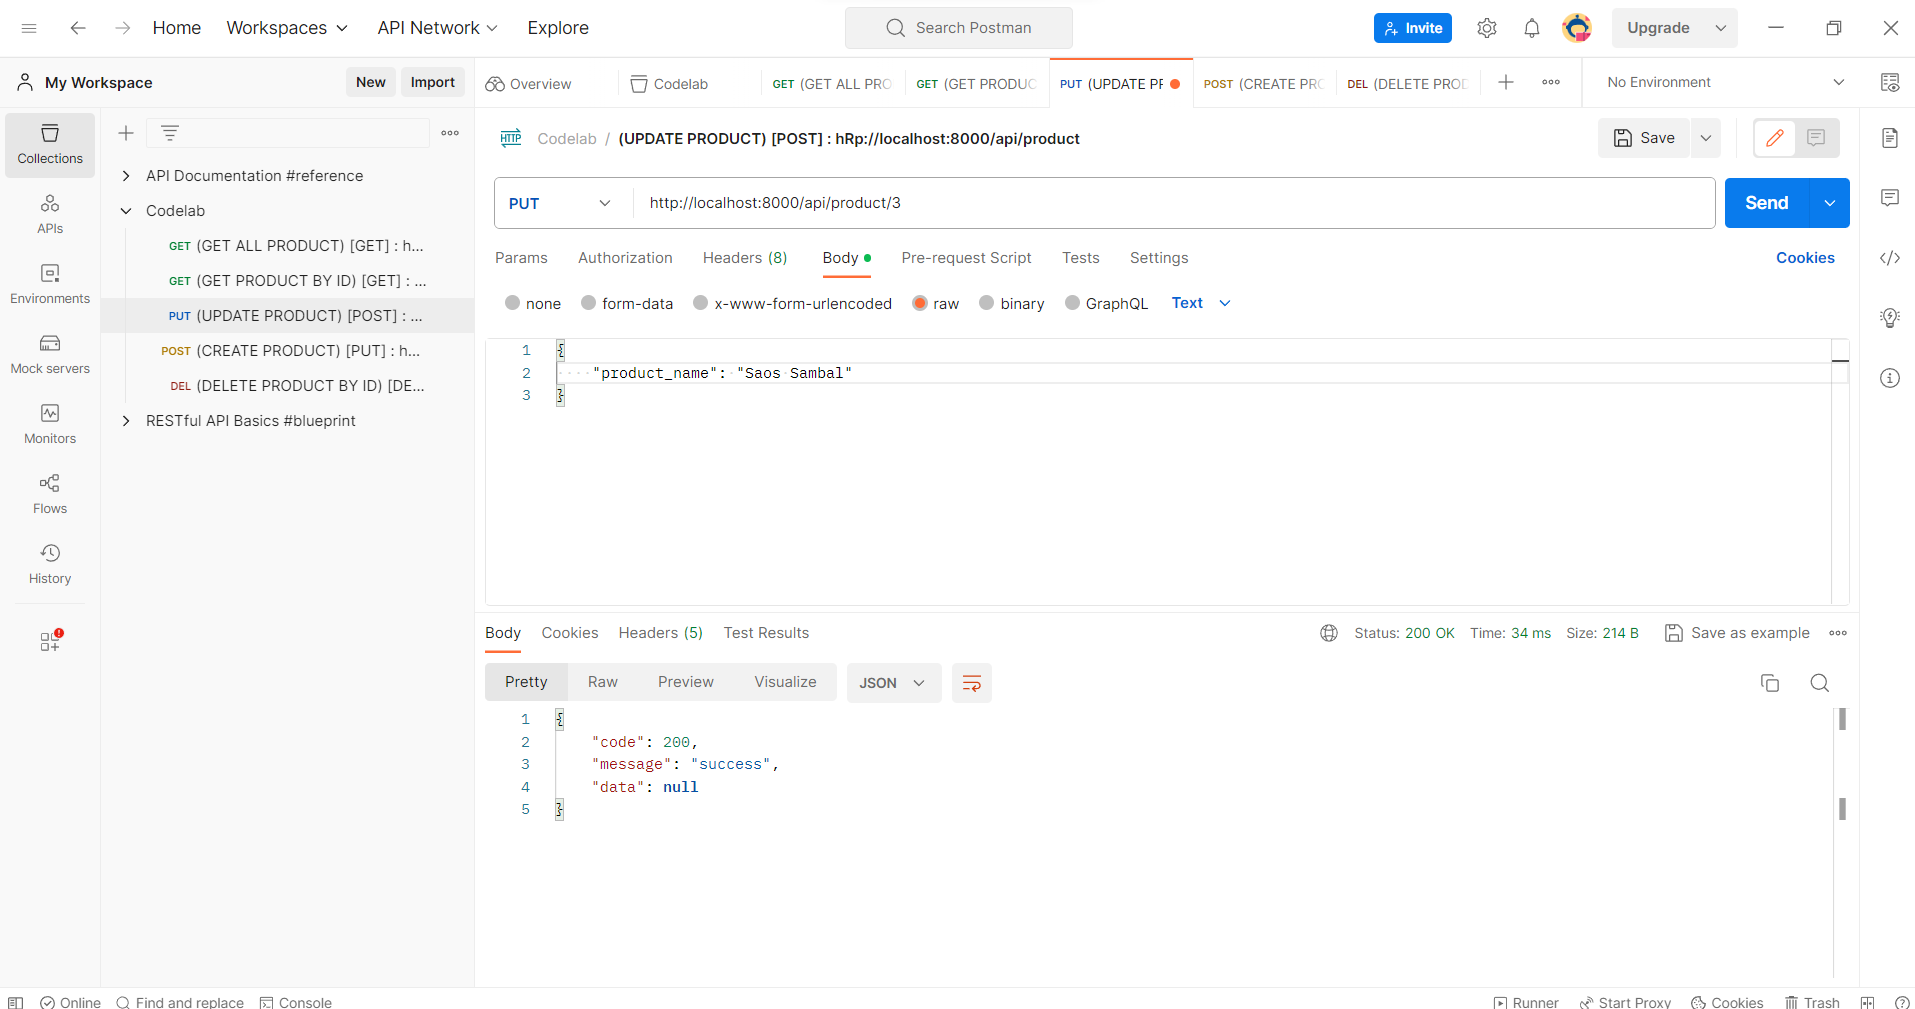 Home Workspaces API Network Explore Search Postman Invite Upgrade
My Workspace New Import Overview Codelab GET (GET ALL PRO GET (GET PRODUC PUT (UPDATE PR POST (CREATE PRO DEL (DELETE PROD No Environment
Collections
APIs
Environments
Mock servers
Monitors
Flows
History
API Documentation #reference
Codelab
GET (GET ALL PRODUCT) [GET] : h...
GET (GET PRODUCT BY ID) [GET] : ...
PUT (UPDATE PRODUCT) [POST] : ...
POST (CREATE PRODUCT) [PUT] : h...
DEL (DELETE PRODUCT BY ID) [DE...
RESTful API Basics #blueprint
HTTP Codelab / (UPDATE PRODUCT) [POST] : hRp://localhost:8000/api/product Save
PUT http://localhost:8000/api/product/3 Send
Params Authorization Headers (8) Body Pre-request Script Tests Settings Cookies
none form-data x-www-form-urlencoded raw binary GraphQL Text
1 {
2 "product_name": "Saos Sambal"
3 }
Body Cookies Headers (5) Test Results Status: 200 OK Time: 34 ms Size: 214 B Save as example
Pretty Raw Preview Visualize JSON
1 {
2 "code": 200,
3 "message": "success",
4 "data": null
5 }
Online Find and replace Console Runner Start Proxy Cookies Trash